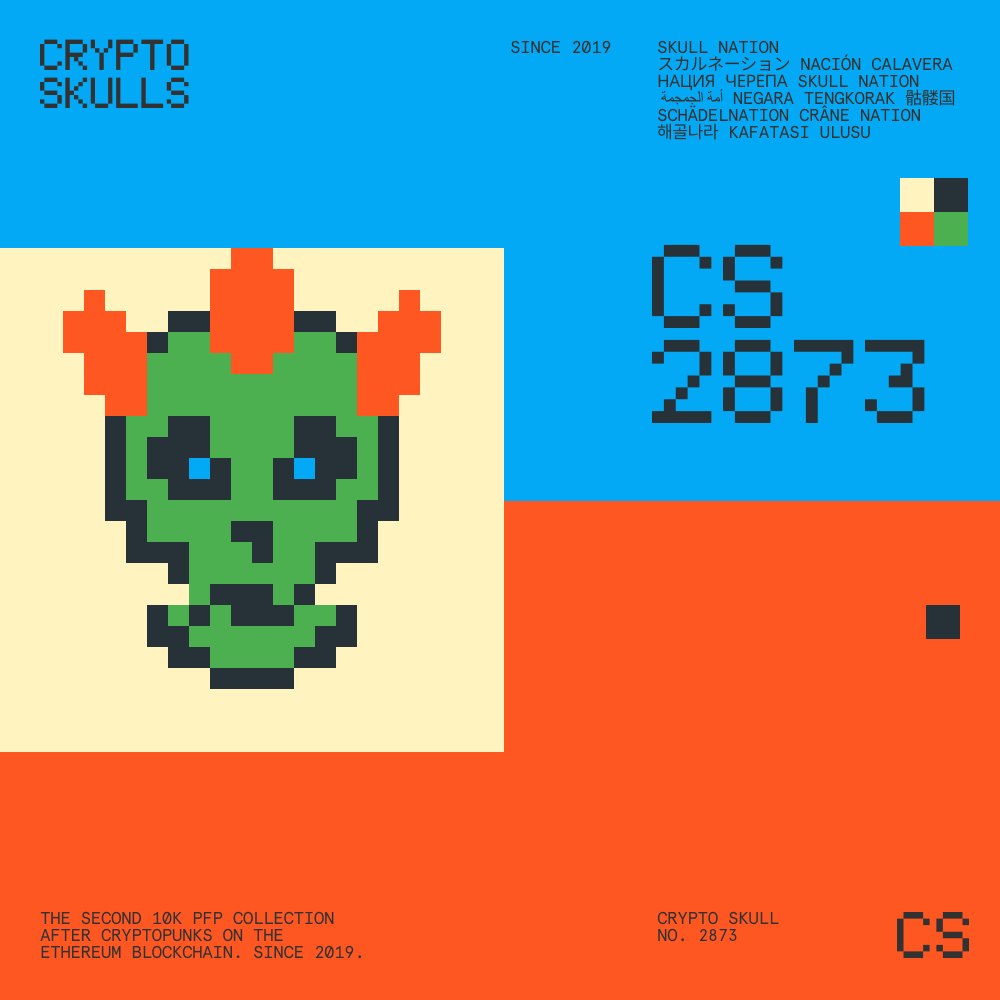 CRYPTO
SKULLS
SINCE 2019
SKULL NATION
スカルネーション NACIÓN CALAVERA
НАЦИЯ ЧЕРЕПА SKULL NATION
أمة الجمجمة NEGARA TENGKORAK 骷髅国
SCHÄDELNATION CRÂNE NATION
해골나라 KAFATASI ULUSU
CS
2873
THE SECOND 10K PFP COLLECTION
AFTER CRYPTOPUNKS ON THE
ETHEREUM BLOCKCHAIN. SINCE 2019.
CRYPTO SKULL
NO. 2873
CS